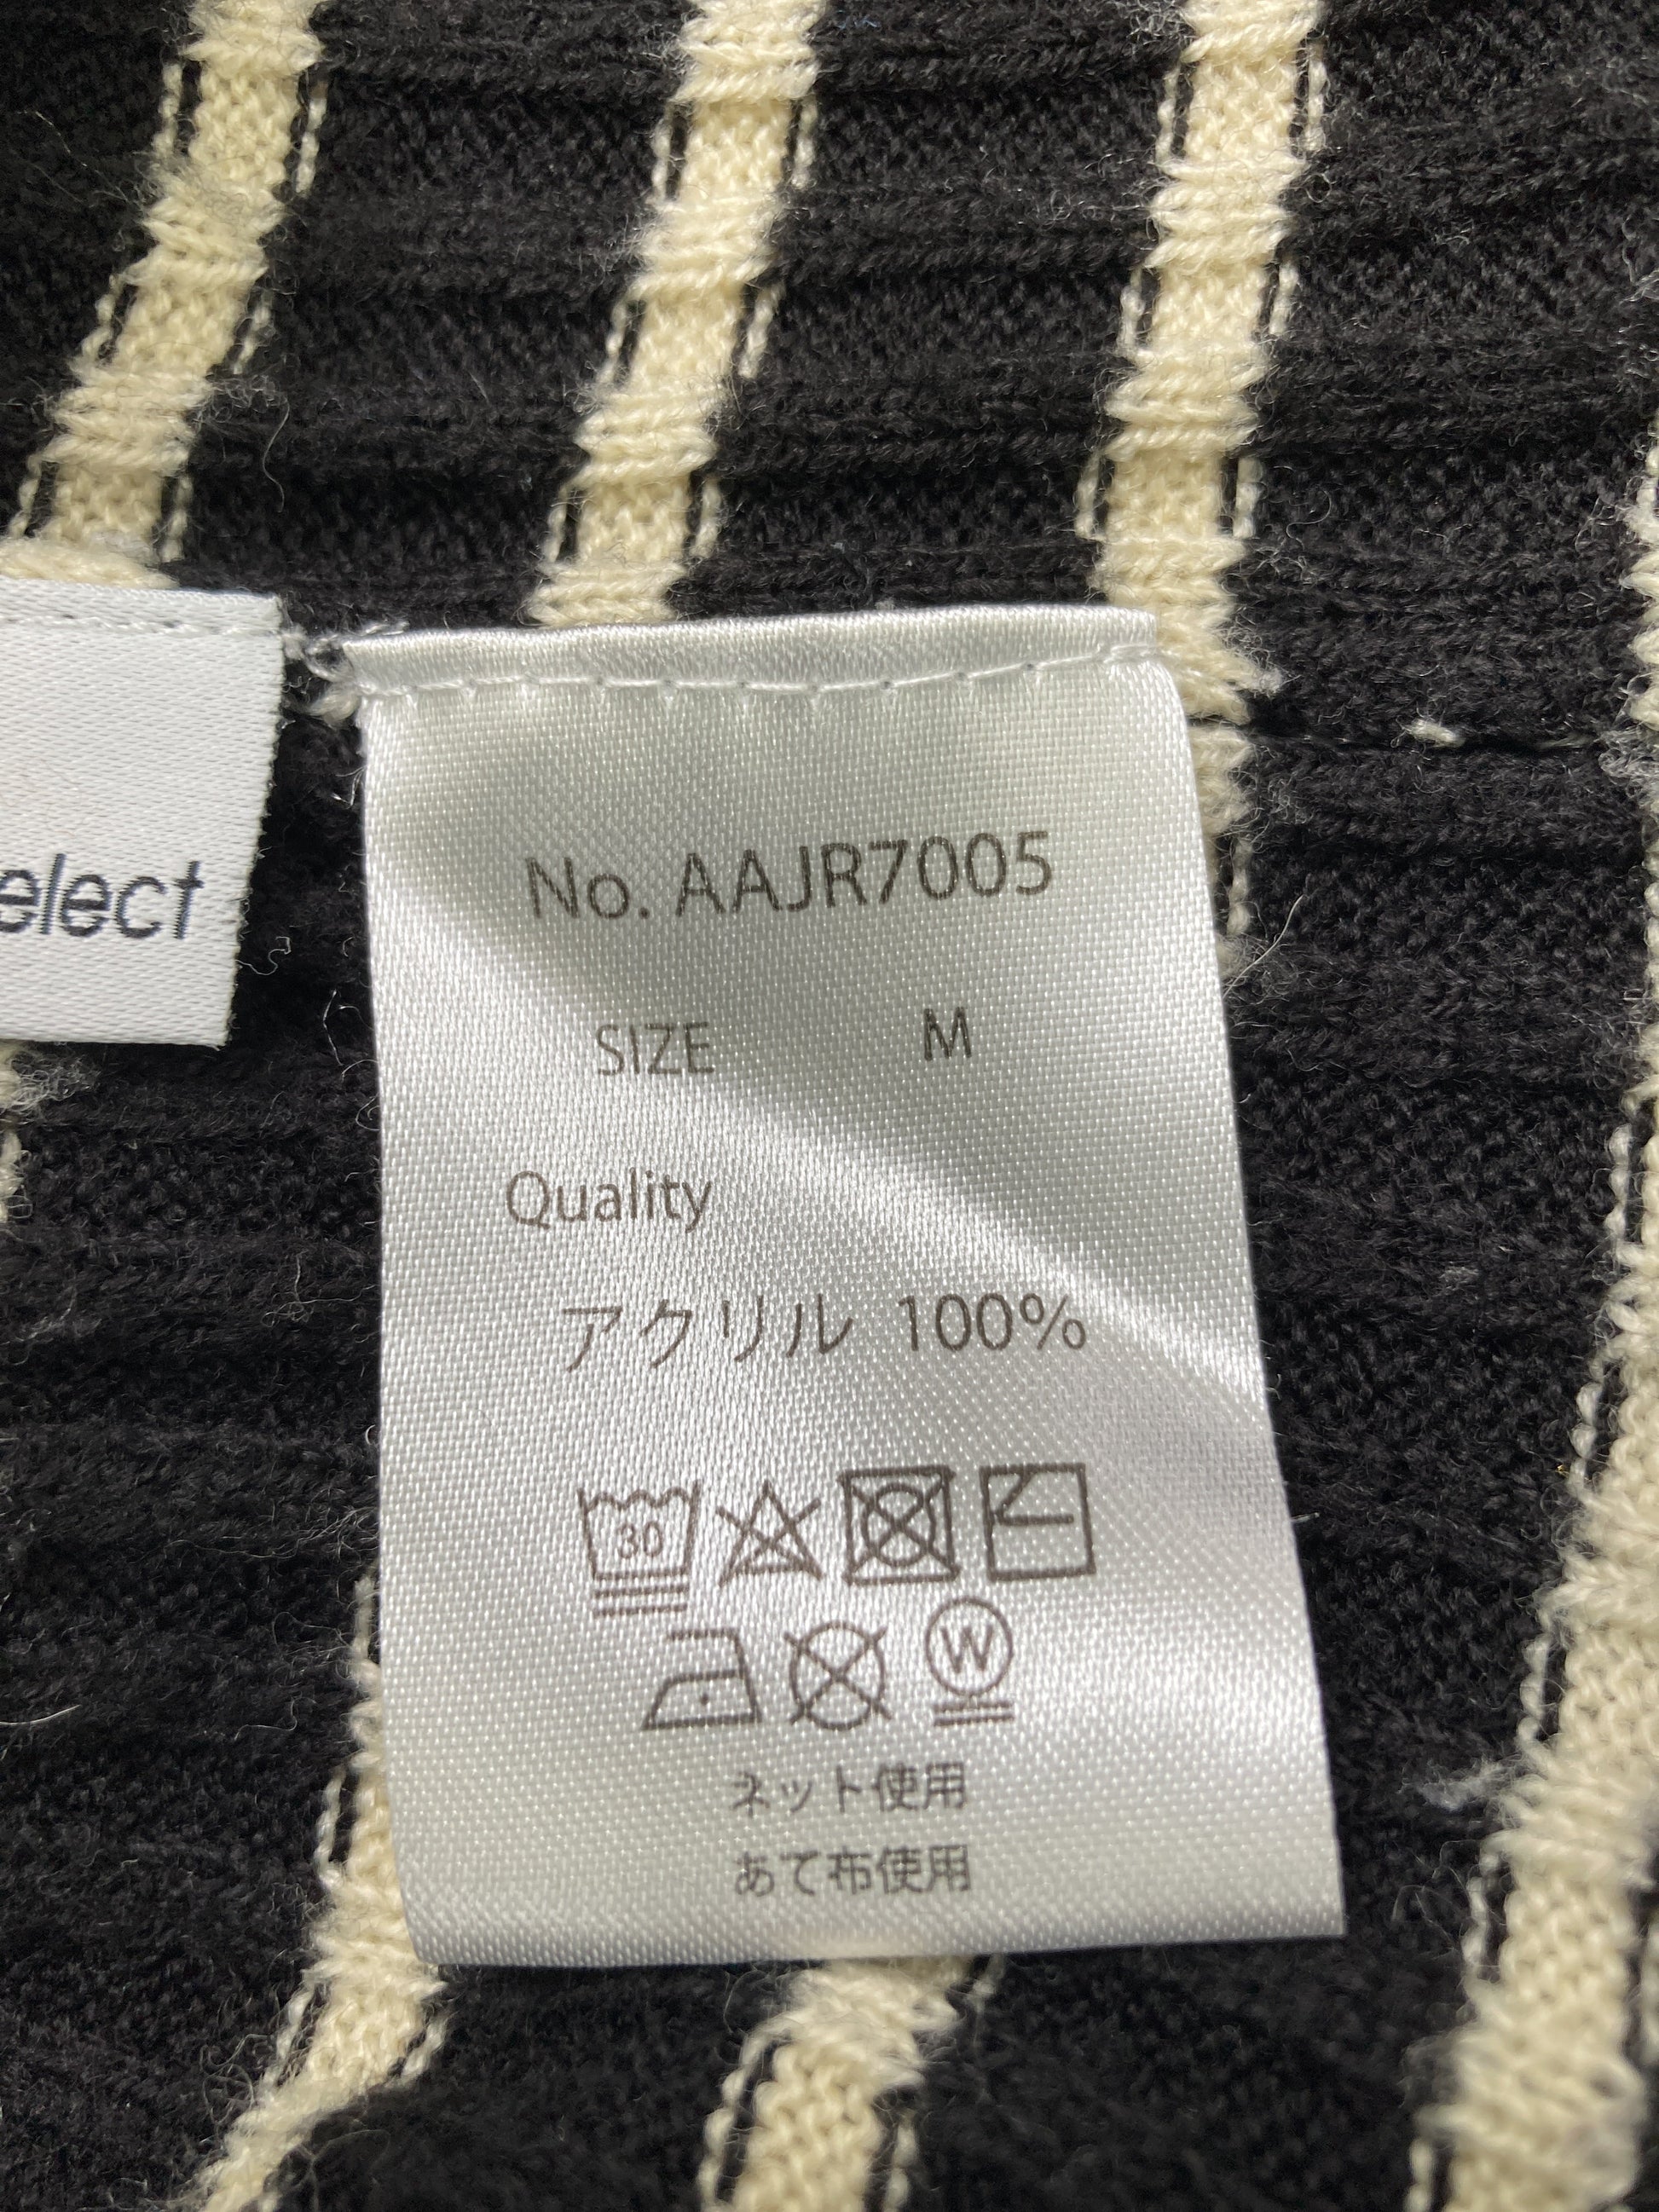 elect
No. AAJR7005
SIZE M
Quality
アクリル 100%
30
W
ネット使用
あて布使用